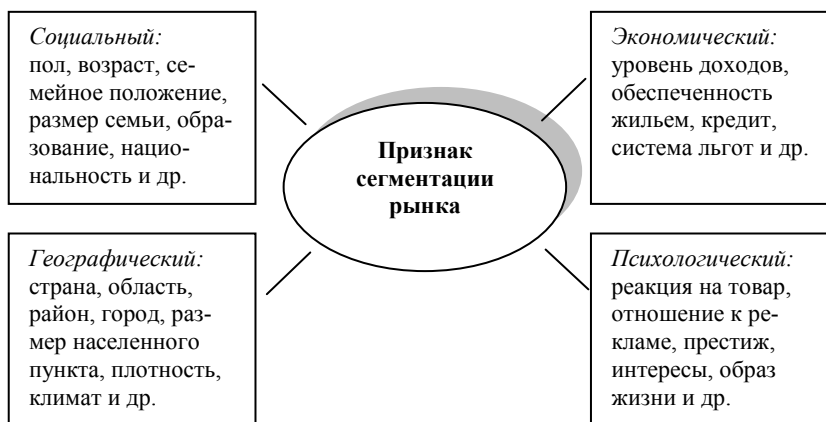 Социальный:
пол, возраст, се-
мейное положение,
размер семьи, обра-
зование, нацио-
нальность и др.
Экономический:
уровень доходов,
обеспеченность
жильем, кредит,
система льгот и др.
Признак
сегментации
рынка
Географический:
страна, область,
район, город, раз-
мер населенного
пункта, плотность,
климат и др.
Психологический:
реакция на товар,
отношение к ре-
кламе, престиж,
интересы, образ
жизни и др.